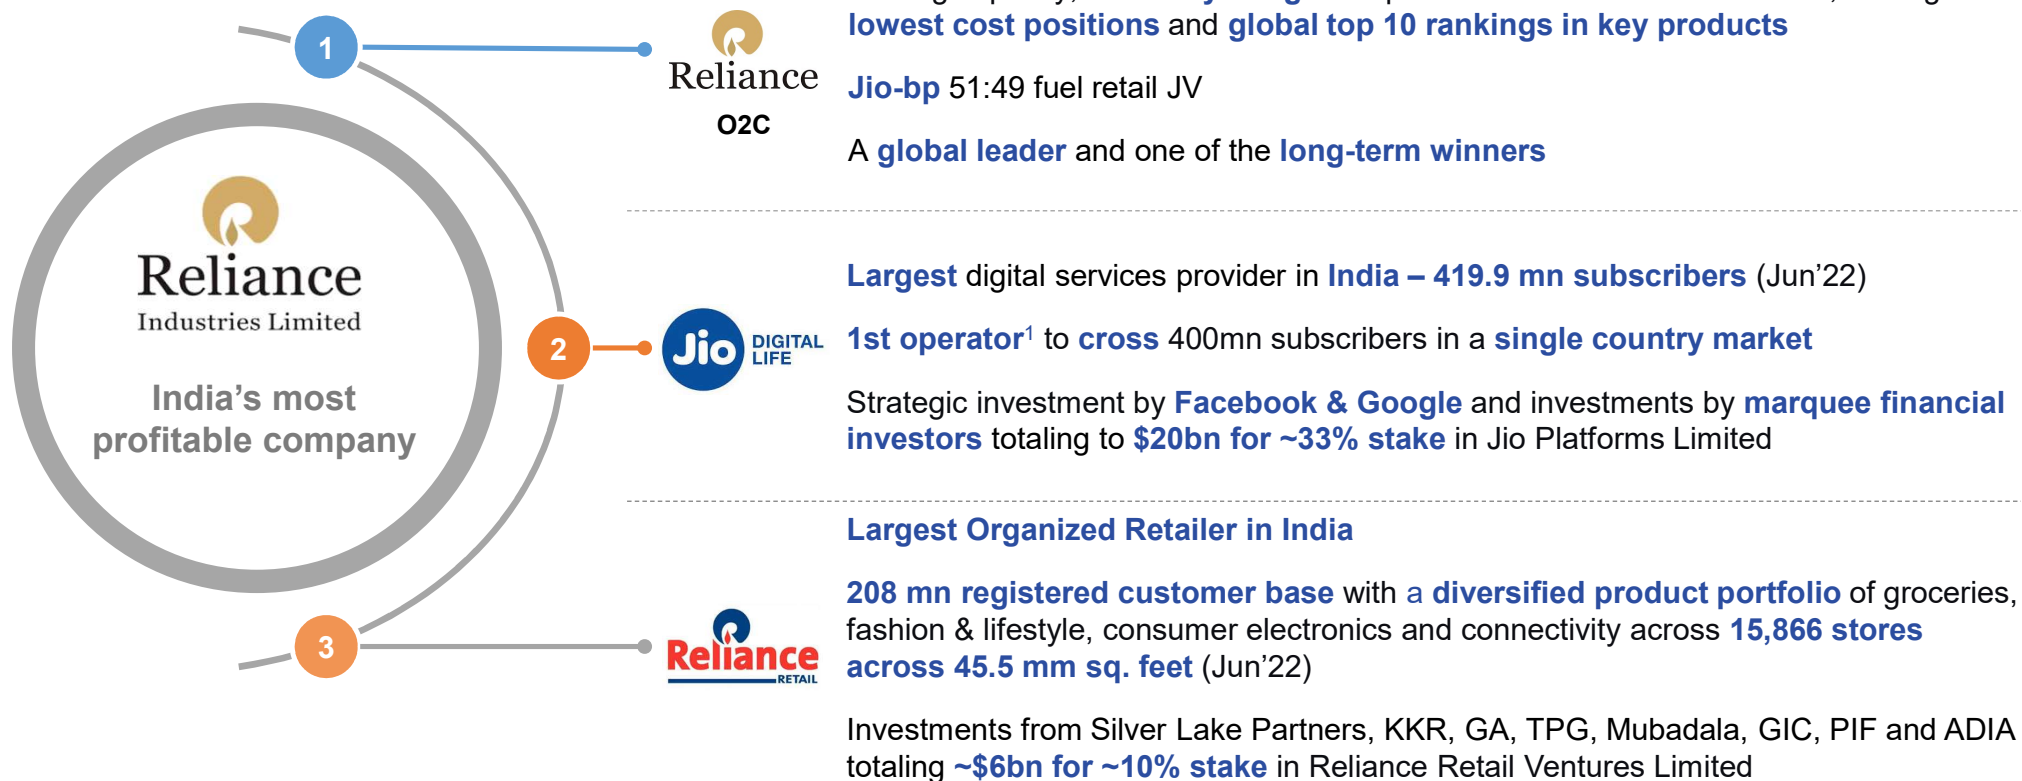 lowest cost positions and global top 10 rankings in key products
1
Reliance
O2C
Jio-bp 51:49 fuel retail JV
A global leader and one of the long-term winners
Reliance
Industries Limited
India's most
profitable company
2
Jio DIGITAL
LIFE
Largest digital services provider in India – 419.9 mn subscribers (Jun'22)
1st operator¹ to cross 400mn subscribers in a single country market
Strategic investment by Facebook & Google and investments by marquee financial
investors totaling to $20bn for ~33% stake in Jio Platforms Limited
3
Reliance
RETAIL
Largest Organized Retailer in India
208 mn registered customer base with a diversified product portfolio of groceries,
fashion & lifestyle, consumer electronics and connectivity across 15,866 stores
across 45.5 mm sq. feet (Jun'22)
Investments from Silver Lake Partners, KKR, GA, TPG, Mubadala, GIC, PIF and ADIA
totaling ~$6bn for ~10% stake in Reliance Retail Ventures Limited